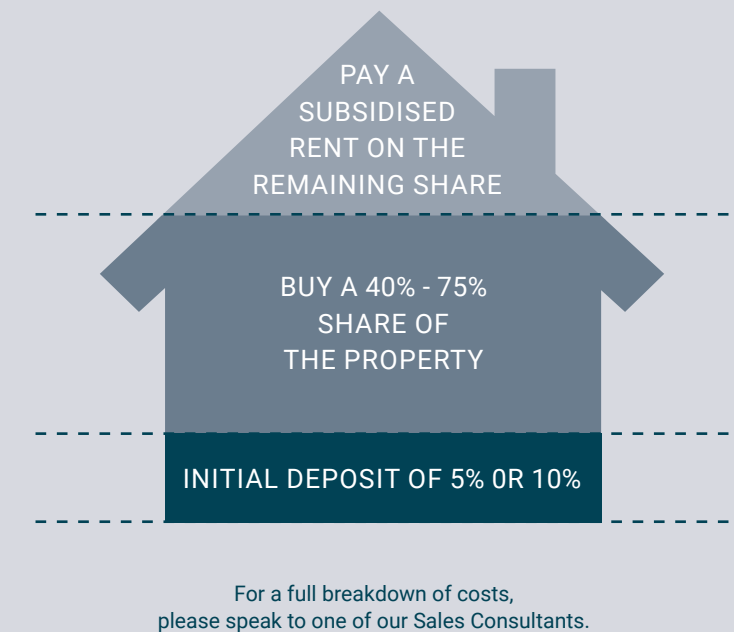 PAY A
SUBSIDISED
RENT ON THE
REMAINING SHARE
BUY A 40% - 75%
SHARE OF
THE PROPERTY
INITIAL DEPOSIT OF 5% 0R 10%
For a full breakdown of costs,
please speak to one of our Sales Consultants.